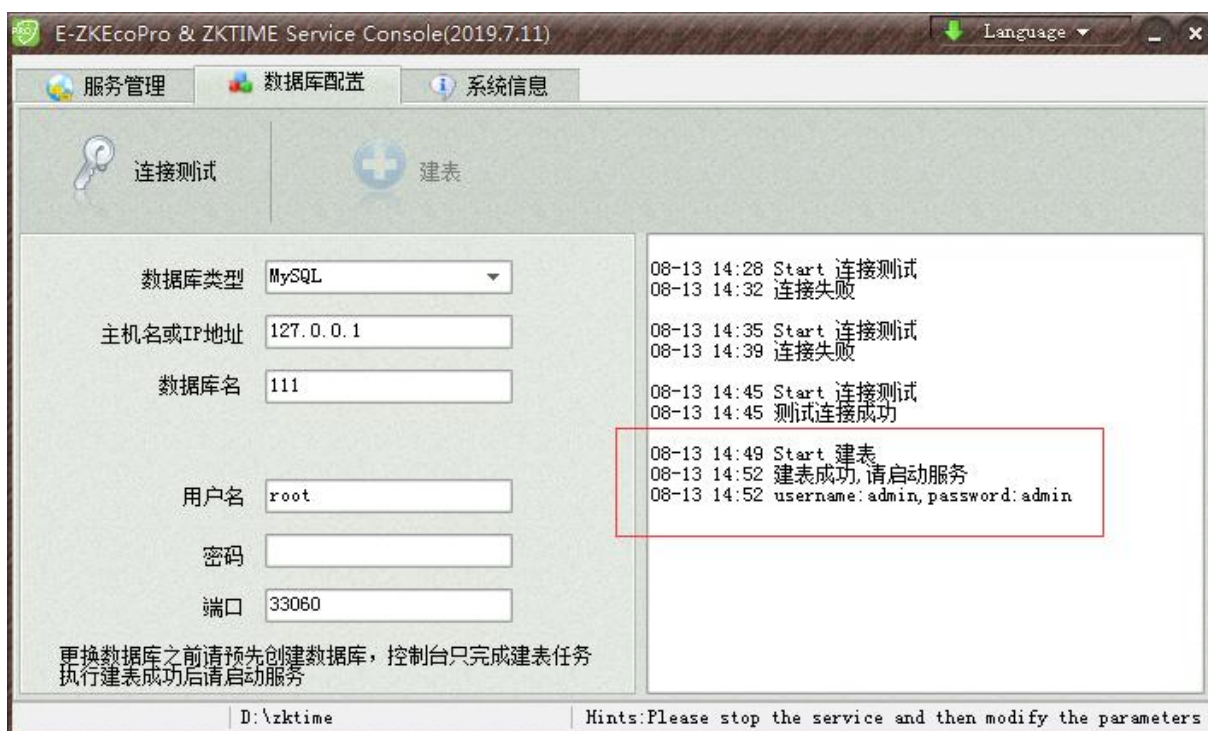 E-ZKEcoPro & ZKTIME Service Console(2019.7.11)
Language
服务管理
数据库配置
系统信息
连接测试
建表
数据库类型
MySQL
主机名或IP地址
127.0.0.1
数据库名
111
用户名
root
密码
端口
33060
更换数据库之前请预先创建数据库，控制台只完成建表任务
执行建表成功后请启动服务
08-13 14:28 Start 连接测试
08-13 14:32 连接失败
08-13 14:35 Start 连接测试
08-13 14:39 连接失败
08-13 14:45 Start 连接测试
08-13 14:45 测试连接成功
08-13 14:49 Start 建表
08-13 14:52 建表成功,请启动服务
08-13 14:52 username:admin,password:admin
D:\zktime
Hints:Please stop the service and then modify the parameters